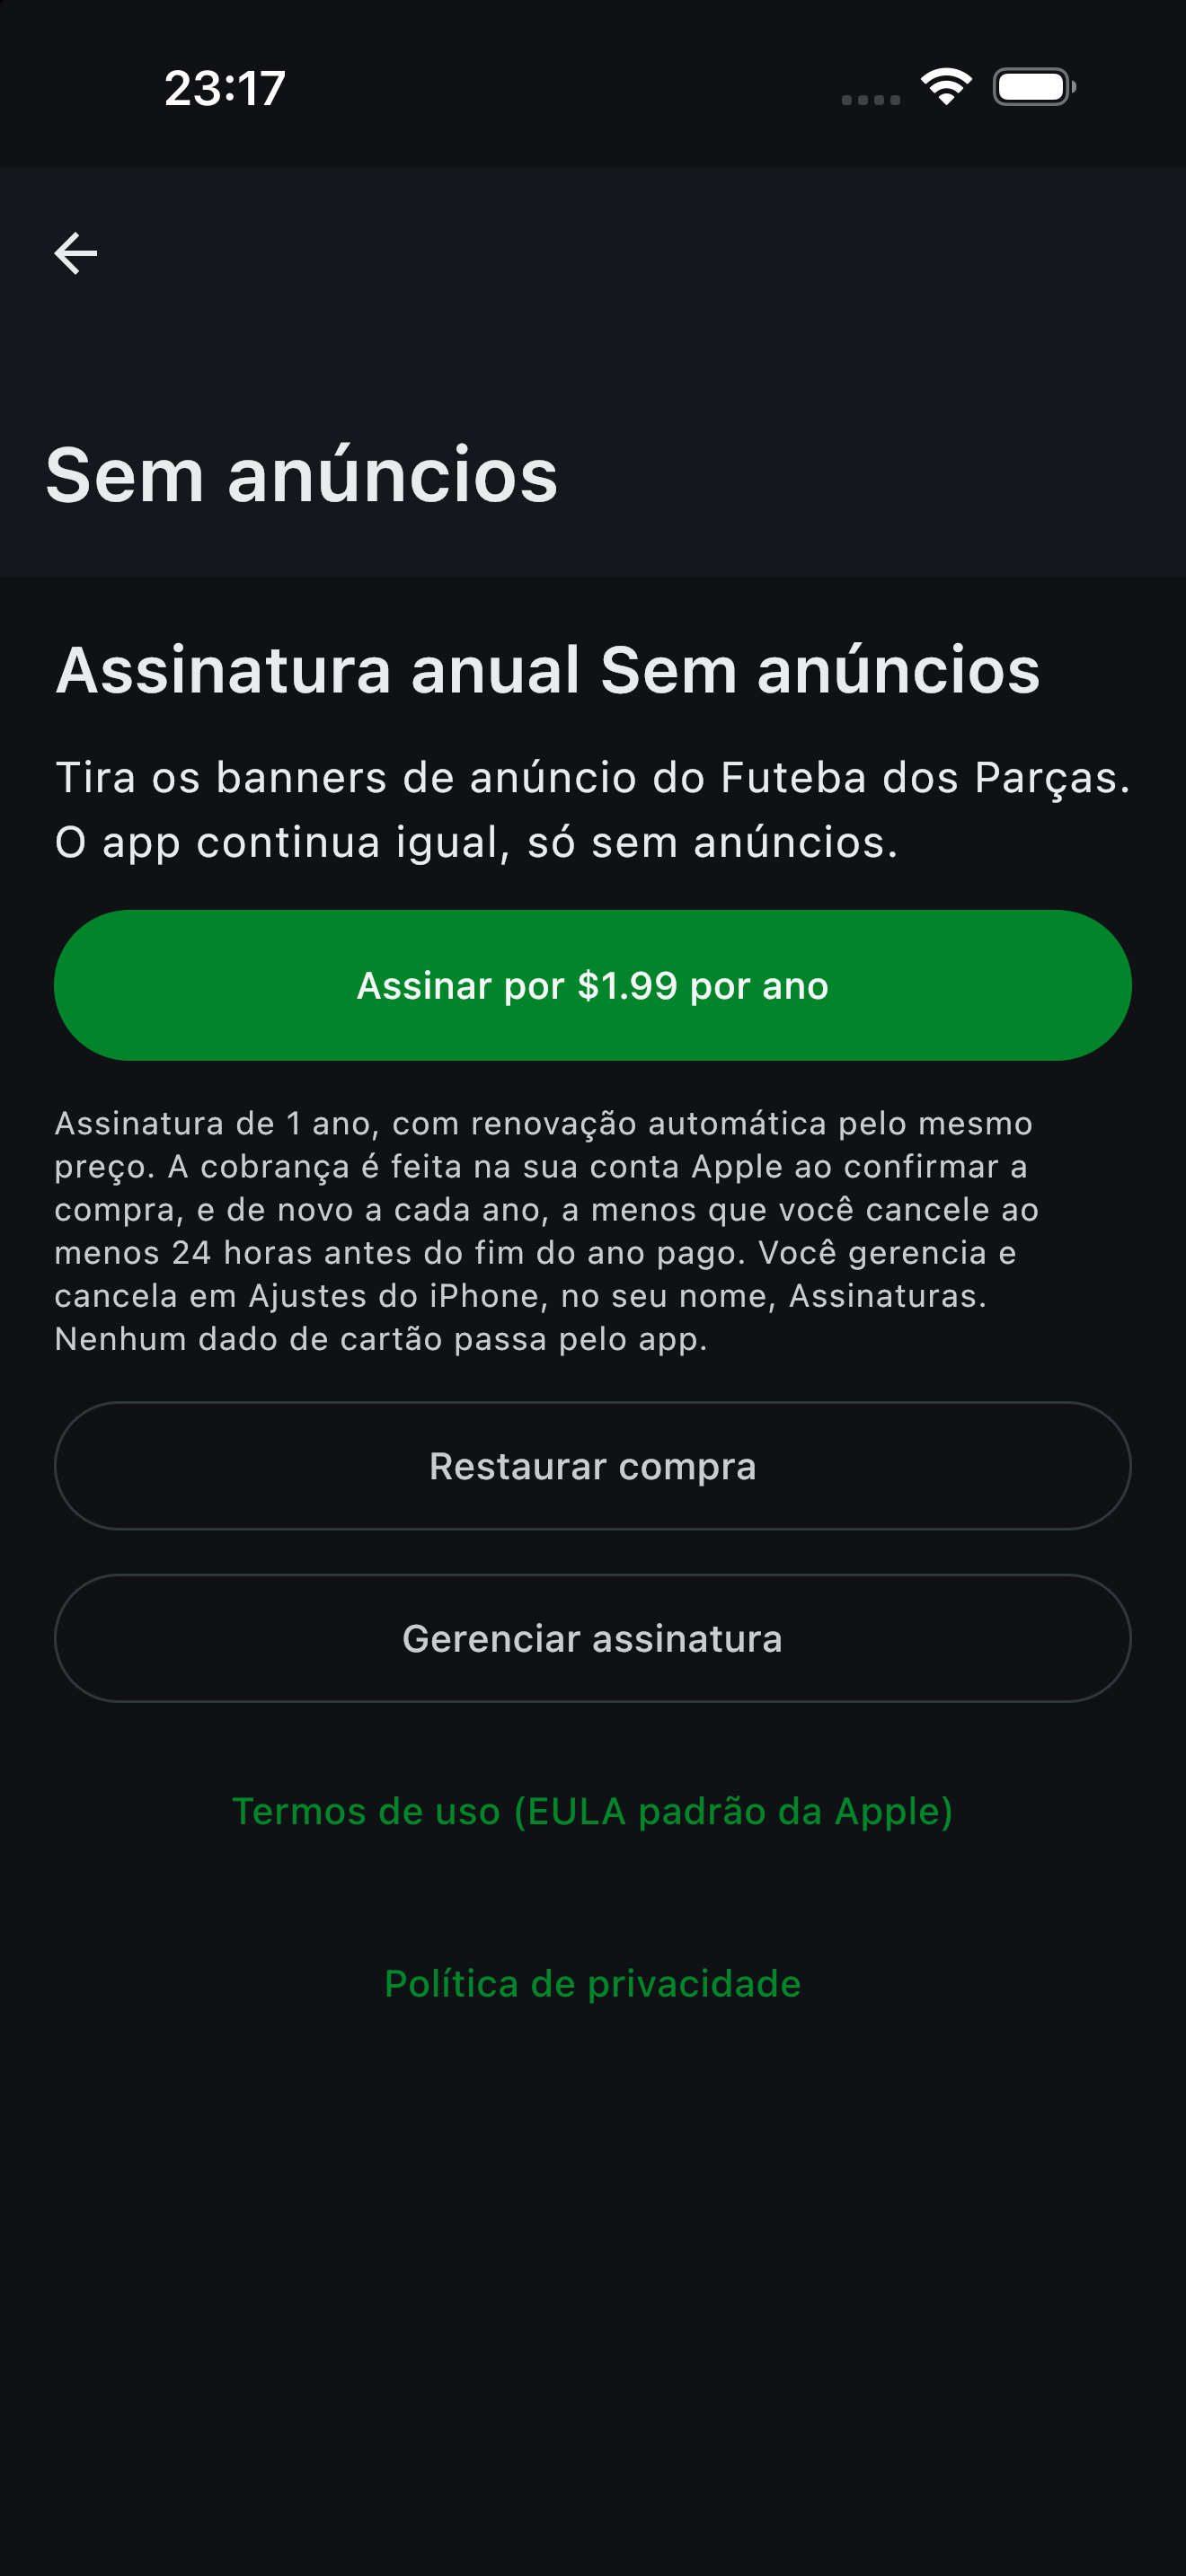 23:17
Sem anúncios
Assinatura anual Sem anúncios
Tira os banners de anúncio do Futeba dos Parças.
O app continua igual, só sem anúncios.
Assinar por $1.99 por ano
Assinatura de 1 ano, com renovação automática pelo mesmo
preço. A cobrança é feita na sua conta Apple ao confirmar a
compra, e de novo a cada ano, a menos que você cancele ao
menos 24 horas antes do fim do ano pago. Você gerencia e
cancela em Ajustes do iPhone, no seu nome, Assinaturas.
Nenhum dado de cartão passa pelo app.
Restaurar compra
Gerenciar assinatura
Termos de uso (EULA padrão da Apple)
Política de privacidade